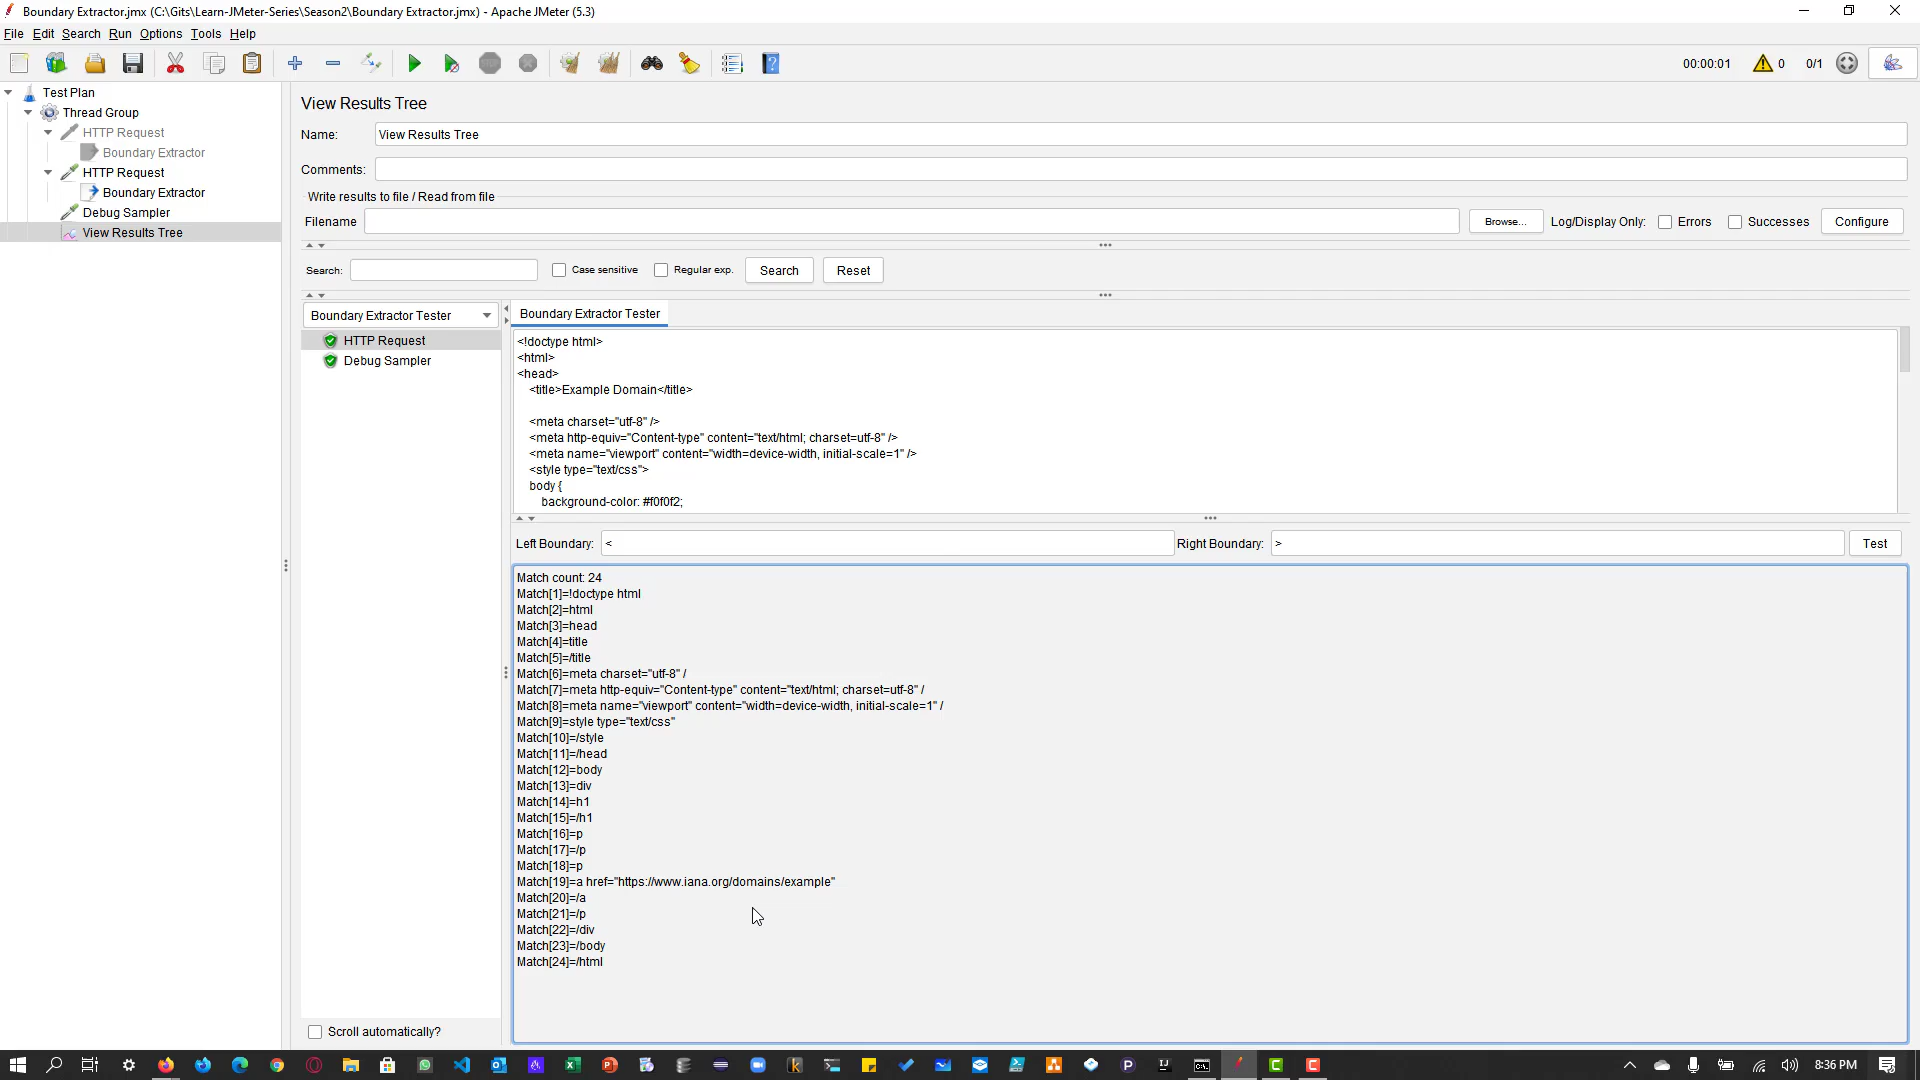 Boundary Extractor.jmx (C:\Gits\Learn-JMeter-Series\Season2\Boundary Extractor.jmx) - Apache JMeter (5.3)
File Edit Search Run Options Tools Help
00:00:01 0 0/1
Test Plan
Thread Group
HTTP Request
Boundary Extractor
HTTP Request
Boundary Extractor
Debug Sampler
View Results Tree
View Results Tree
Name: View Results Tree
Comments:
Write results to file / Read from file
Filename Browse... Log/Display Only: Errors Successes Configure
Search: Case sensitive Regular exp. Search Reset
Boundary Extractor Tester
HTTP Request
Debug Sampler
Scroll automatically?
Boundary Extractor Tester
<!doctype html>
<html>
<head>
<title>Example Domain</title>
<meta charset="utf-8" />
<meta http-equiv="Content-type" content="text/html; charset=utf-8" />
<meta name="viewport" content="width=device-width, initial-scale=1" />
<style type="text/css">
body {
background-color: #f0f0f2;
Left Boundary: < Right Boundary: > Test
Match count: 24
Match[1]=!doctype html
Match[2]=html
Match[3]=head
Match[4]=title
Match[5]=/title
Match[6]=meta charset="utf-8" /
Match[7]=meta http-equiv="Content-type" content="text/html; charset=utf-8" /
Match[8]=meta name="viewport" content="width=device-width, initial-scale=1" /
Match[9]=style type="text/css"
Match[10]=/style
Match[11]=/head
Match[12]=body
Match[13]=div
Match[14]=h1
Match[15]=/h1
Match[16]=p
Match[17]=/p
Match[18]=p
Match[19]=a href="https://www.iana.org/domains/example"
Match[20]=/a
Match[21]=/p
Match[22]=/div
Match[23]=/body
Match[24]=/html
8:36 PM